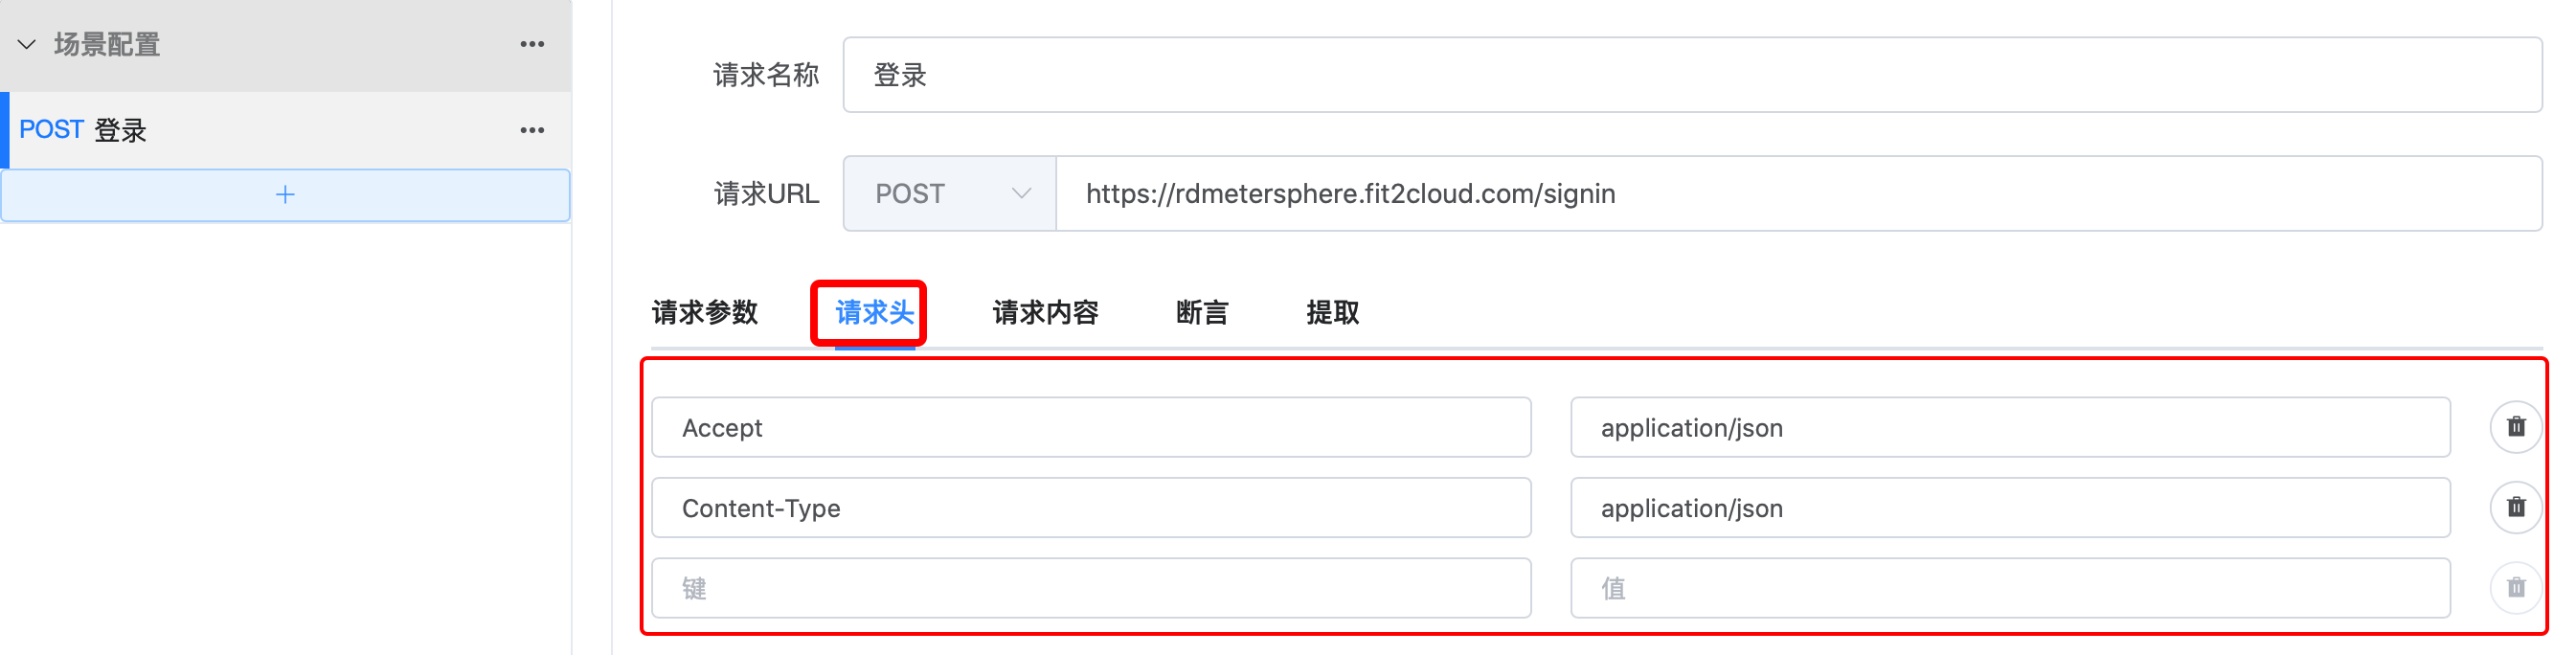 场景配置
POST 登录
请求名称 登录
请求URL POST https://rdmetersphere.fit2cloud.com/signin
请求参数 请求头 请求内容 断言 提取
Accept application/json
Content-Type application/json
键 值